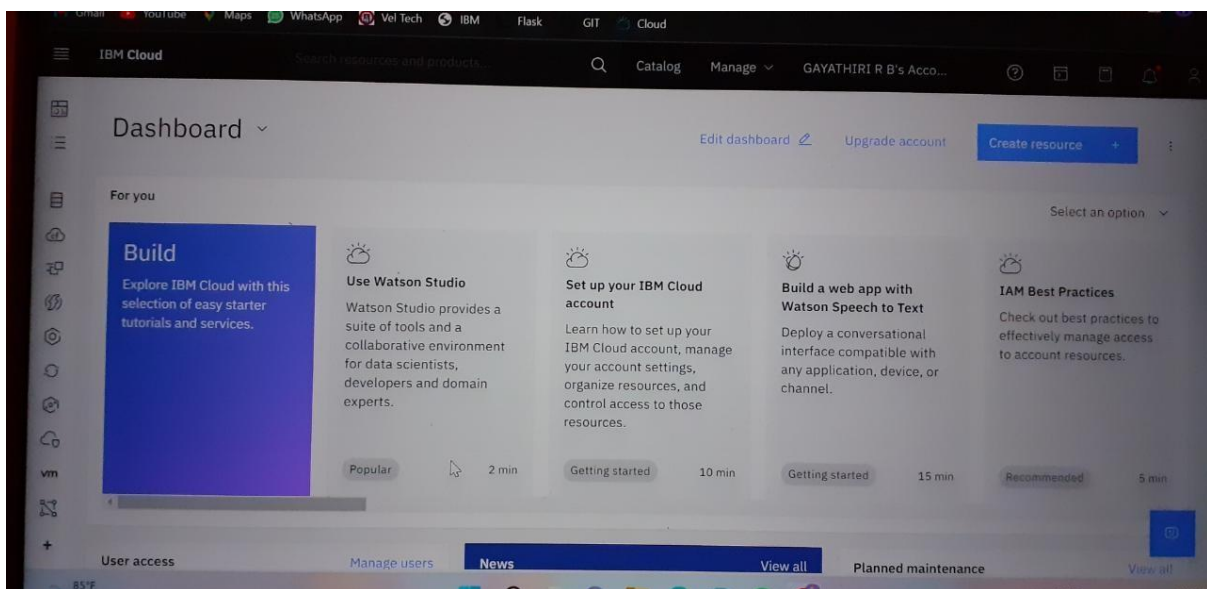 Gmail YouTube Maps WhatsApp Vel Tech IBM Flask GIT Cloud
IBM Cloud Search resources and products... Catalog Manage GAYATHIRI R B's Acco...
Dashboard Edit dashboard Upgrade account Create resource +
For you
Select an option
Build
Explore IBM Cloud with this
selection of easy starter
tutorials and services.
Use Watson Studio
Watson Studio provides a
suite of tools and a
collaborative environment
for data scientists,
developers and domain
experts.
Popular 2 min
Set up your IBM Cloud
account
Learn how to set up your
IBM Cloud account, manage
your account settings,
organize resources, and
control access to those
resources.
Getting started 10 min
Build a web app with
Watson Speech to Text
Deploy a conversational
interface compatible with
any application, device, or
channel.
Getting started 15 min
IAM Best Practices
Check out best practices to
effectively manage access
to account resources.
Recommended 5 min
vm
+
User access Manage users News View all Planned maintenance View all
85°F